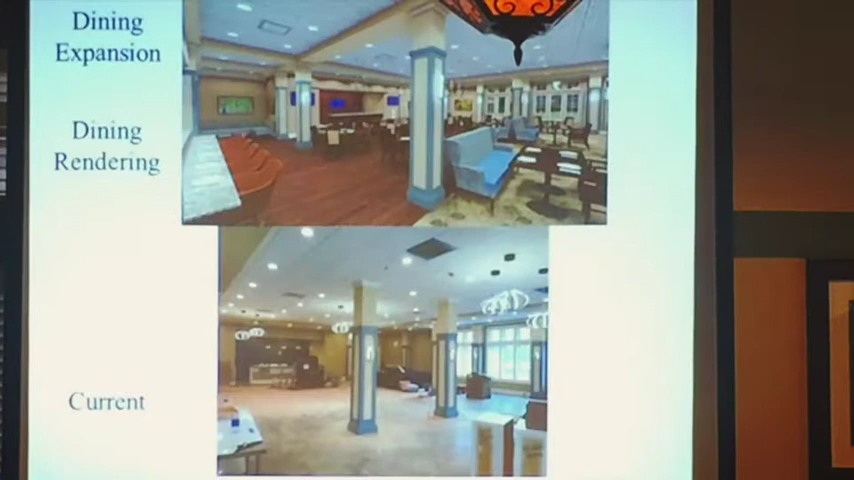 Dining
Expansion
Dining
Rendering
Current